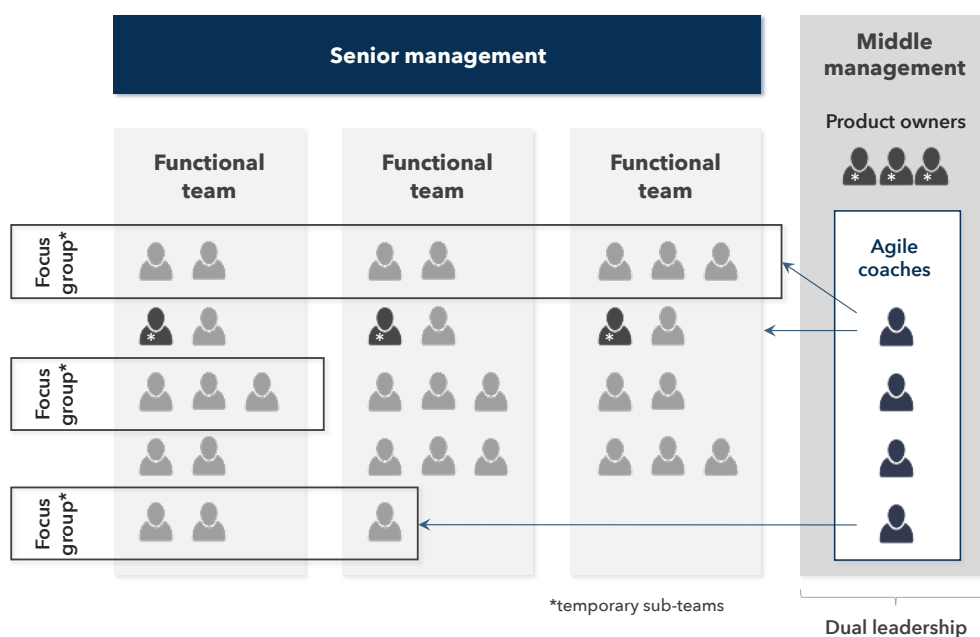 Senior management
Middle
management
Product owners
* * *
Functional
team
Functional
team
Functional
team
Agile
coaches
Focus
group*
* * *
Focus
group*
Focus
group*
*temporary sub-teams
Dual leadership